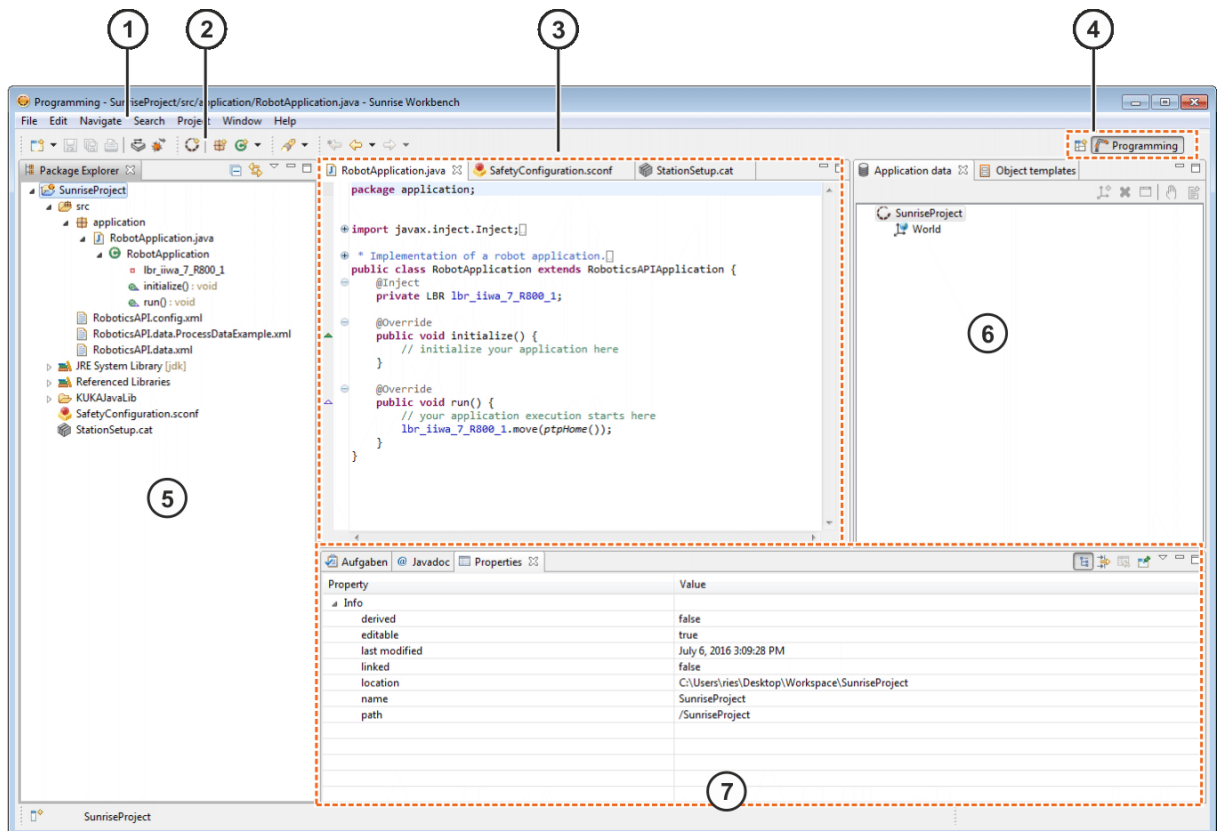 1
2
3
4
Programming - SunriseProject/src/application/RobotApplication.java - Sunrise Workbench
File Edit Navigate Search Project Window Help
Programming
Package Explorer
SunriseProject
src
application
RobotApplication.java
RobotApplication
lbr_iiwa_7_R800_1
initialize() : void
run() : void
RoboticsAPI.config.xml
RoboticsAPI.data.ProcessDataExample.xml
RoboticsAPI.data.xml
JRE System Library [jdk]
Referenced Libraries
KUKAJavaLib
SafetyConfiguration.sconf
StationSetup.cat
5
RobotApplication.java SafetyConfiguration.sconf StationSetup.cat
package application;
import javax.inject.Inject;
* Implementation of a robot application.
public class RobotApplication extends RoboticsAPIApplication {
@Inject
private LBR lbr_iiwa_7_R800_1;
@Override
public void initialize() {
// initialize your application here
}
@Override
public void run() {
// your application execution starts here
lbr_iiwa_7_R800_1.move(ptpHome());
}
}
Application data Object templates
SunriseProject
World
6
Aufgaben @ Javadoc Properties
Property Value
Info
derived false
editable true
last modified July 6, 2016 3:09:28 PM
linked false
location C:\Users\ries\Desktop\Workspace\SunriseProject
name SunriseProject
path /SunriseProject
7
SunriseProject